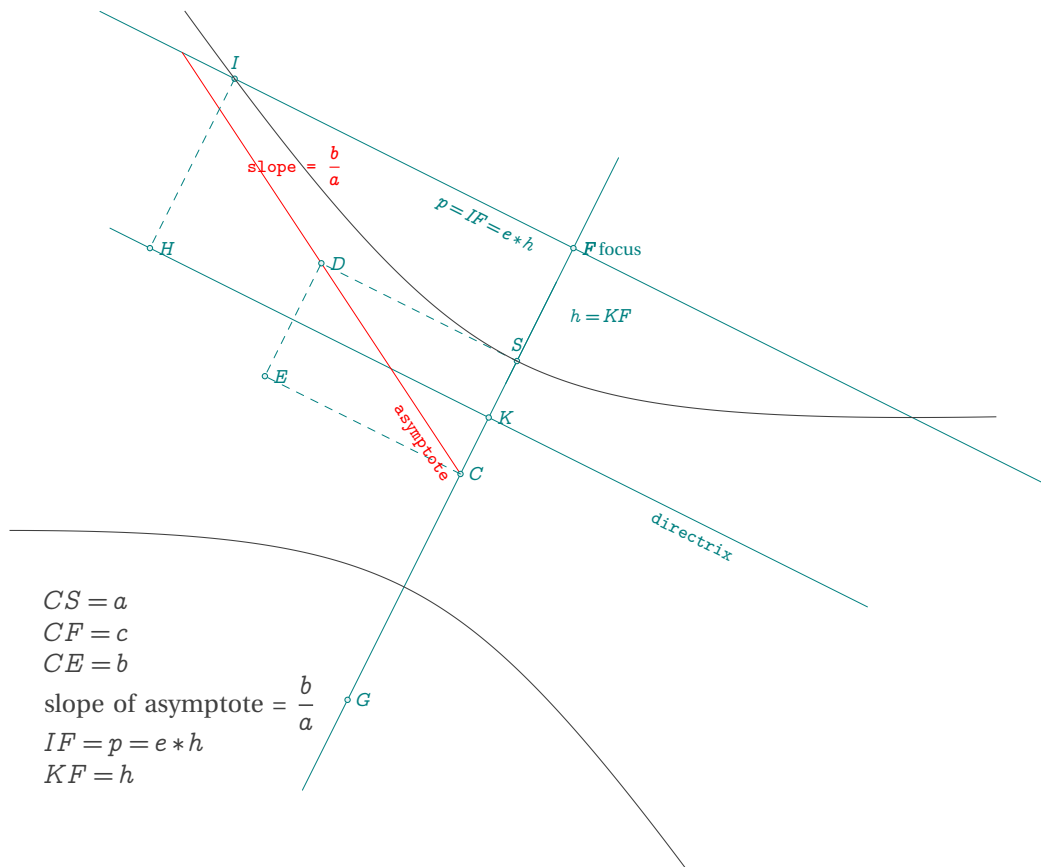 I
slope = b/a
p = IF = e * h
H
F focus
D
h = KF
S
E
K
asymptote
C
directrix
CS = a
CF = c
CE = b
slope of asymptote = b/a
G
IF = p = e * h
KF = h